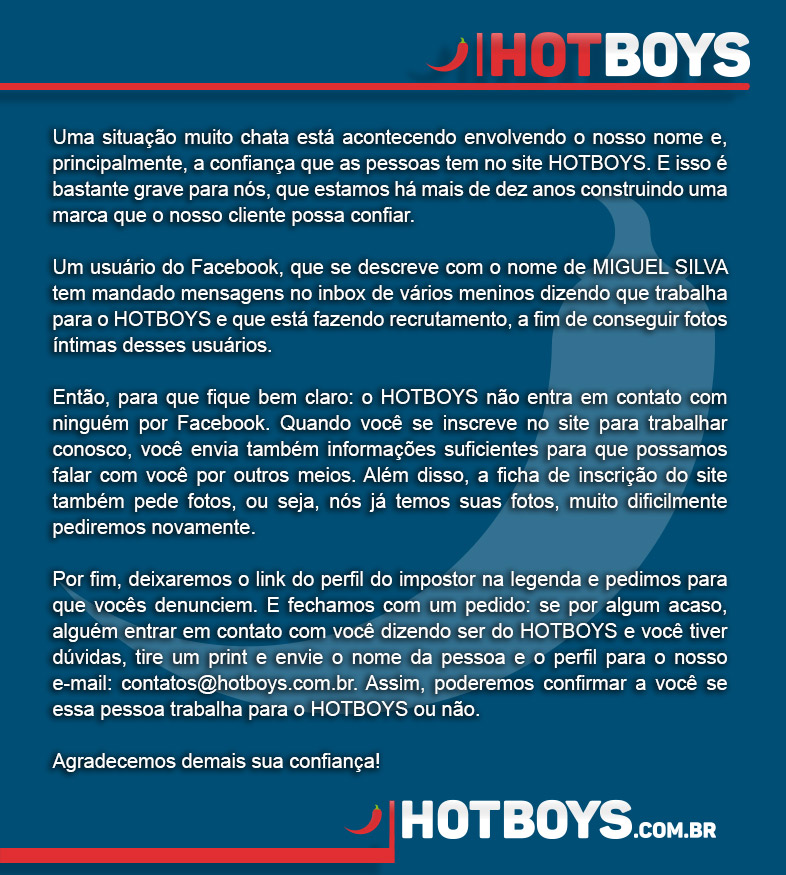 HOTBOYS
Uma situação muito chata está acontecendo envolvendo o nosso nome e,
principalmente, a confiança que as pessoas tem no site HOTBOYS. E isso é
bastante grave para nós, que estamos há mais de dez anos construindo uma
marca que o nosso cliente possa confiar.
Um usuário do Facebook, que se descreve com o nome de MIGUEL SILVA
tem mandado mensagens no inbox de vários meninos dizendo que trabalha
para o HOTBOYS e que está fazendo recrutamento, a fim de conseguir fotos
íntimas desses usuários.
Então, para que fique bem claro: o HOTBOYS não entra em contato com
ninguém por Facebook. Quando você se inscreve no site para trabalhar
conosco, você envia também informações suficientes para que possamos
falar com você por outros meios. Além disso, a ficha de inscrição do site
também pede fotos, ou seja, nós já temos suas fotos, muito dificilmente
pediremos novamente.
Por fim, deixaremos o link do perfil do impostor na legenda e pedimos para
que vocês denunciem. E fechamos com um pedido: se por algum acaso,
alguém entrar em contato com você dizendo ser do HOTBOYS e você tiver
dúvidas, tire um print e envie o nome da pessoa e o perfil para o nosso
e-mail: contatos@hotboys.com.br. Assim, poderemos confirmar a você se
essa pessoa trabalha para o HOTBOYS ou não.
Agradecemos demais sua confiança!
HOTBOYS.COM.BR